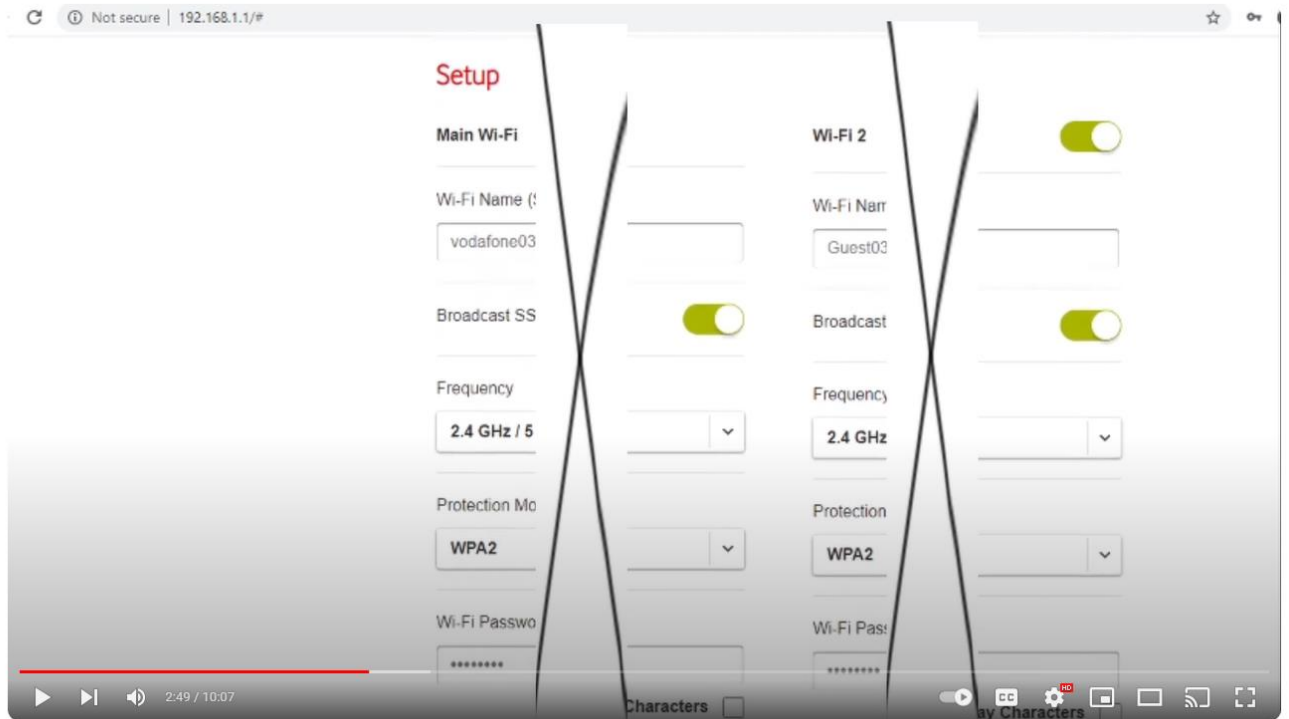 Not secure | 192.168.1.1/#
Setup
Main Wi-Fi
Wi-Fi Name (S
vodafone03
Broadcast SS
Frequency
2.4 GHz / 5
Protection Mo
WPA2
Wi-Fi Passwo
••••••••
Characters
Wi-Fi 2
Wi-Fi Nam
Guest03
Broadcast
Frequency
2.4 GHz
Protection
WPA2
Wi-Fi Pass
••••••••
ay Characters
2:49 / 10:07
CC
HD